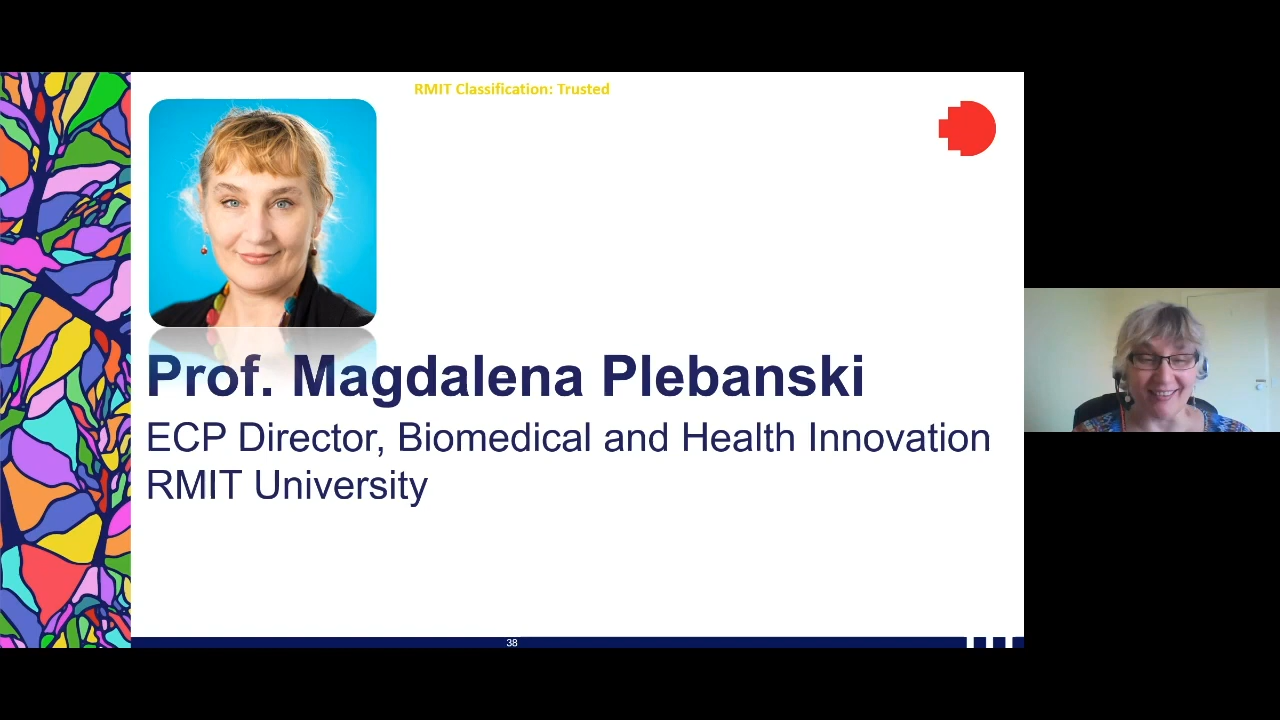 RMIT Classification: Trusted
Prof. Magdalena Plebanski
ECP Director, Biomedical and Health Innovation
RMIT University
38